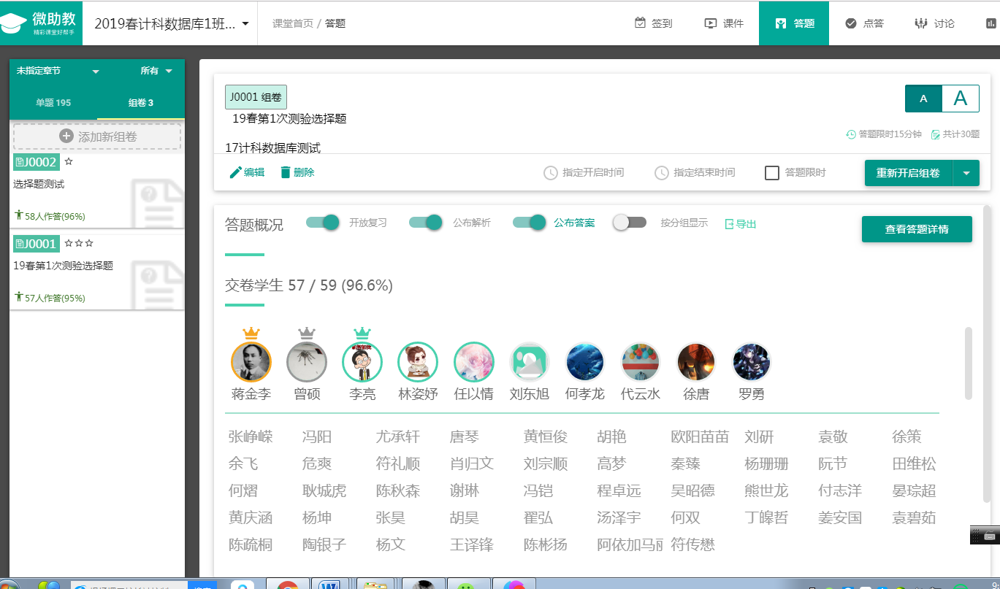 微助教
精彩课堂好帮手
2019春计科数据库1班...
课堂首页 / 答题
签到
课件
答题
点答
讨论
未指定章节
所有
单题 195
组卷 3
添加新组卷
J0002
选择题测试
58人作答(96%)
J0001
19春第1次测验选择题
57人作答(95%)
J0001 组卷
19春第1次测验选择题
17计科数据库测试
A A
答题限时15分钟 共计30题
编辑 删除
指定开启时间 指定结束时间 答题限时 重新开启组卷
答题概况 开放复习 公布解析 公布答案 按分组显示 导出 查看答题详情
交卷学生 57 / 59 (96.6%)
蒋金李 曾硕 李亮 林姿妤 任以情 刘东旭 何孝龙 代云水 徐唐 罗勇
张峥嵘 冯阳 尤承轩 唐琴 黄恒俊 胡艳 欧阳苗苗 刘研 袁敬 徐策
余飞 危爽 符礼顺 肖归文 刘宗顺 高梦 秦臻 杨珊珊 阮节 田维松
何熠 耿城虎 陈秋森 谢琳 冯铠 程卓远 吴昭德 熊世龙 付志洋 晏琮超
黄庆涵 杨坤 张昊 胡昊 翟弘 汤泽宇 何双 丁皞哲 姜安国 袁碧茹
陈疏桐 陶银子 杨文 王译锋 陈彬扬 阿依加马 符传懋